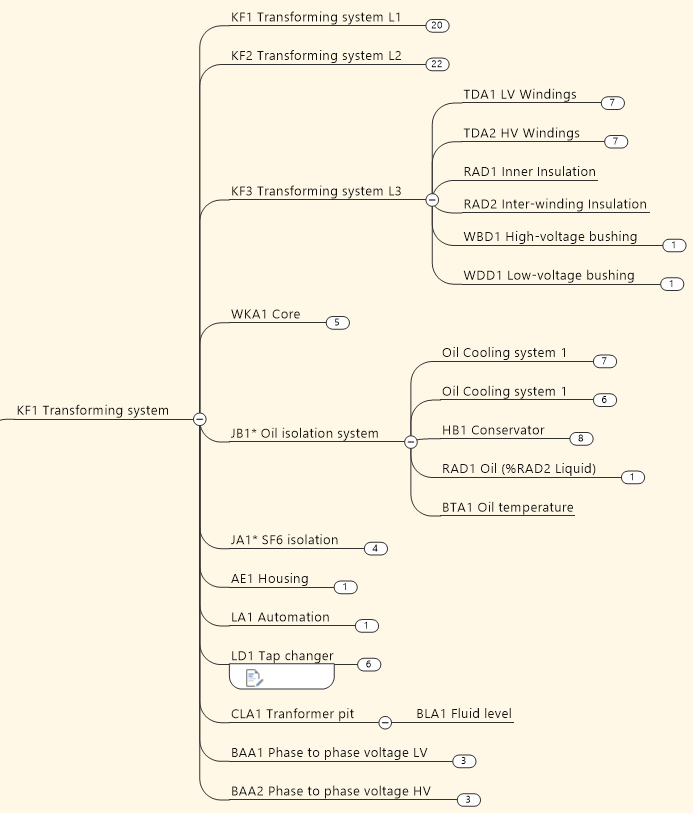 KF1 Transforming system L1
20
KF2 Transforming system L2
22
TDA1 LV Windings
7
TDA2 HV Windings
7
RAD1 Inner Insulation
KF3 Transforming system L3
RAD2 Inter-winding Insulation
WBD1 High-voltage bushing
1
WDD1 Low-voltage bushing
1
WKA1 Core
5
Oil Cooling system 1
7
Oil Cooling system 1
6
KF1 Transforming system
JB1* Oil isolation system
HB1 Conservator
8
RAD1 Oil (%RAD2 Liquid)
1
BTA1 Oil temperature
JA1* SF6 isolation
4
AE1 Housing
1
LA1 Automation
1
LD1 Tap changer
6
CLA1 Tranformer pit
BLA1 Fluid level
BAA1 Phase to phase voltage LV
3
BAA2 Phase to phase voltage HV
3